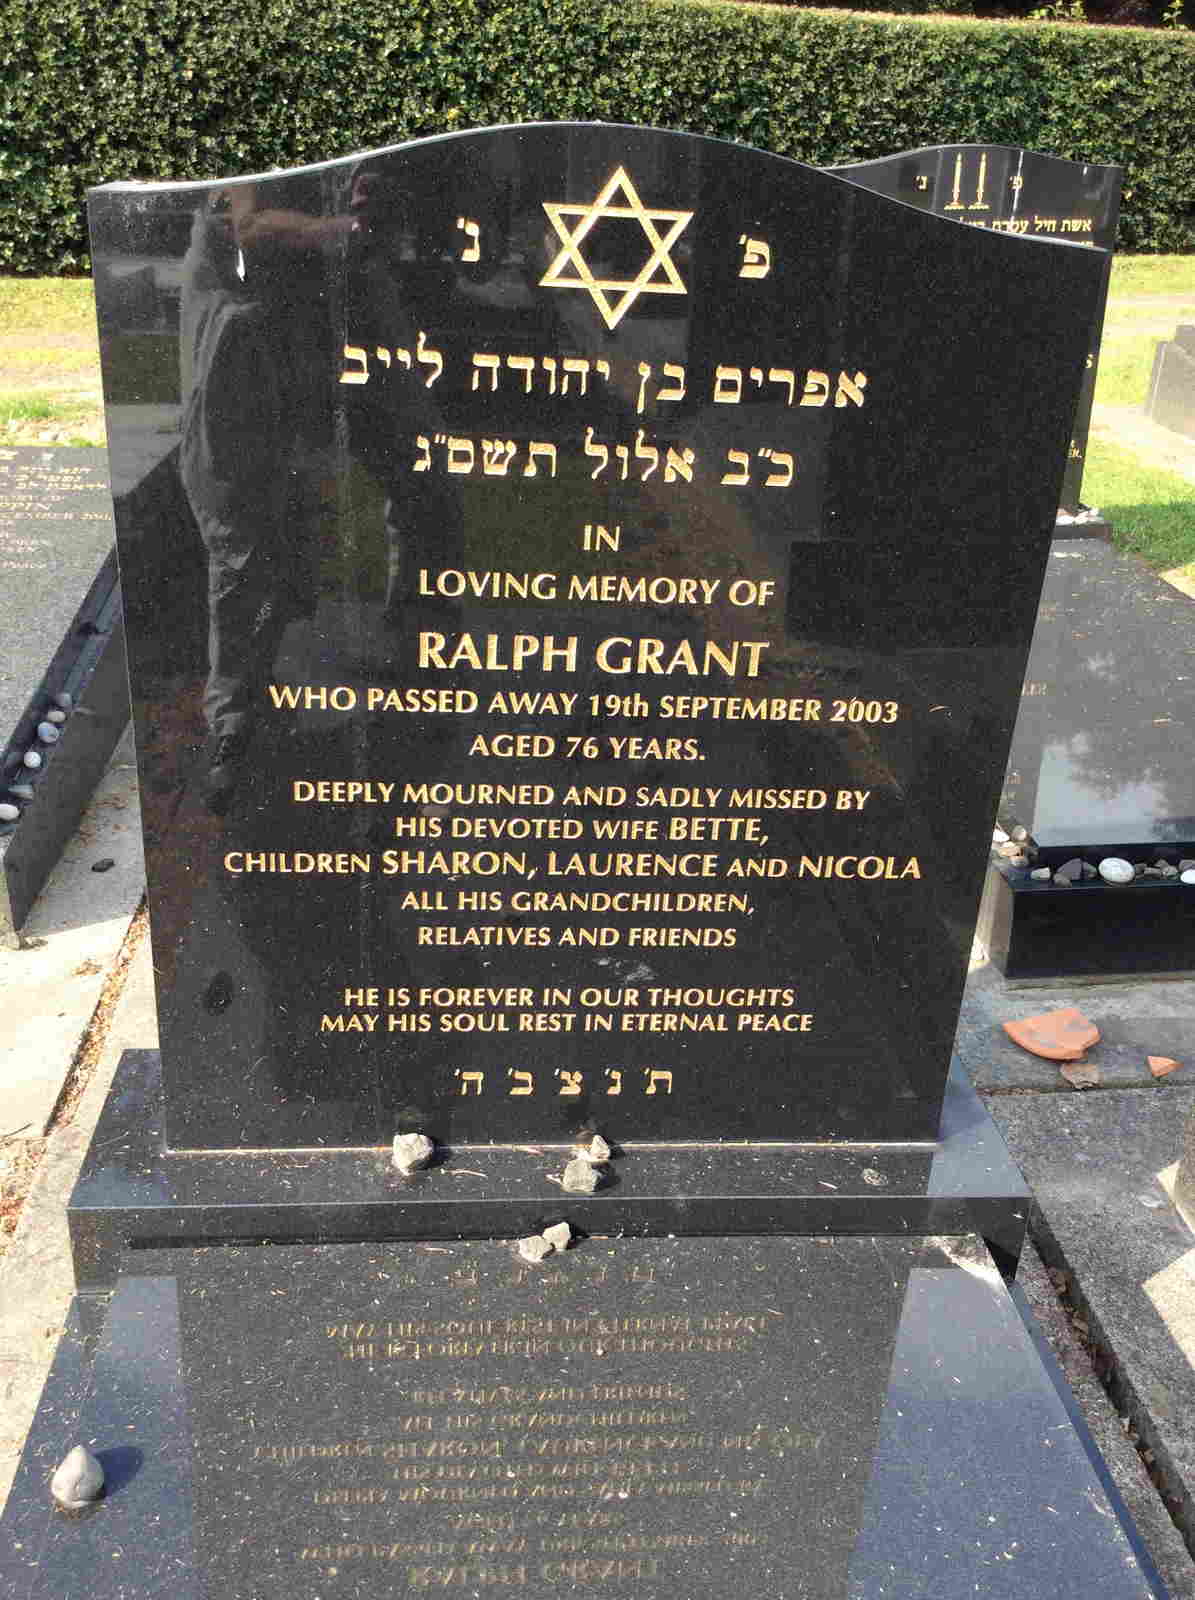 פ' נ'
אפרים בן יהודה לייב
כ"ב אלול תשס"ג
IN
LOVING MEMORY OF
RALPH GRANT
WHO PASSED AWAY 19th SEPTEMBER 2003
AGED 76 YEARS.
DEEPLY MOURNED AND SADLY MISSED BY
HIS DEVOTED WIFE BETTE,
CHILDREN SHARON, LAURENCE AND NICOLA
ALL HIS GRANDCHILDREN,
RELATIVES AND FRIENDS
HE IS FOREVER IN OUR THOUGHTS
MAY HIS SOUL REST IN ETERNAL PEACE
ת' נ' צ' ב' ה'
פ' נ'
אשת חיל